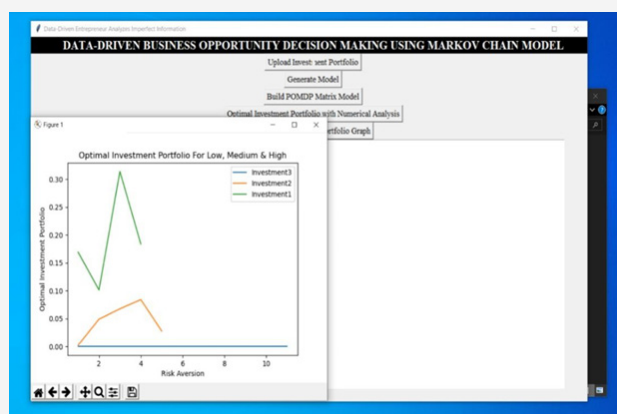 Data-Driven Entrepreneur Analysis Imperfect Information
DATA-DRIVEN BUSINESS OPPORTUNITY DECISION MAKING USING MARKOV CHAIN MODEL
Upload Investment Portfolio
Generate Model
Build POMDP Matrix Model
Optimal Investment Portfolio with Numerical Analysis
Portfolio Graph
Figure 1
Optimal Investment Portfolio For Low, Medium & High
Investment3
Investment2
Investment1
0.30
0.25
0.20
0.15
0.10
0.05
0.00
Optimal Investment Portfolio
2 4 6 8 10
Risk Aversion